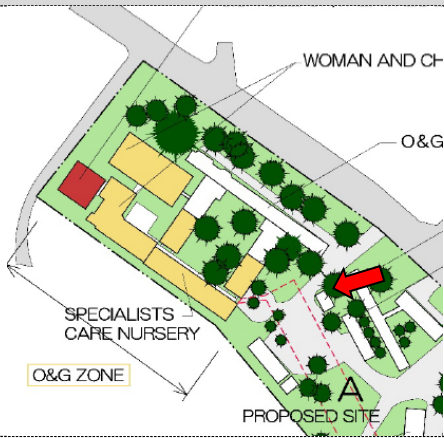 WOMAN AND CH
O&G
SPECIALISTS
CARE NURSERY
O&G ZONE
A
PROPOSED SITE